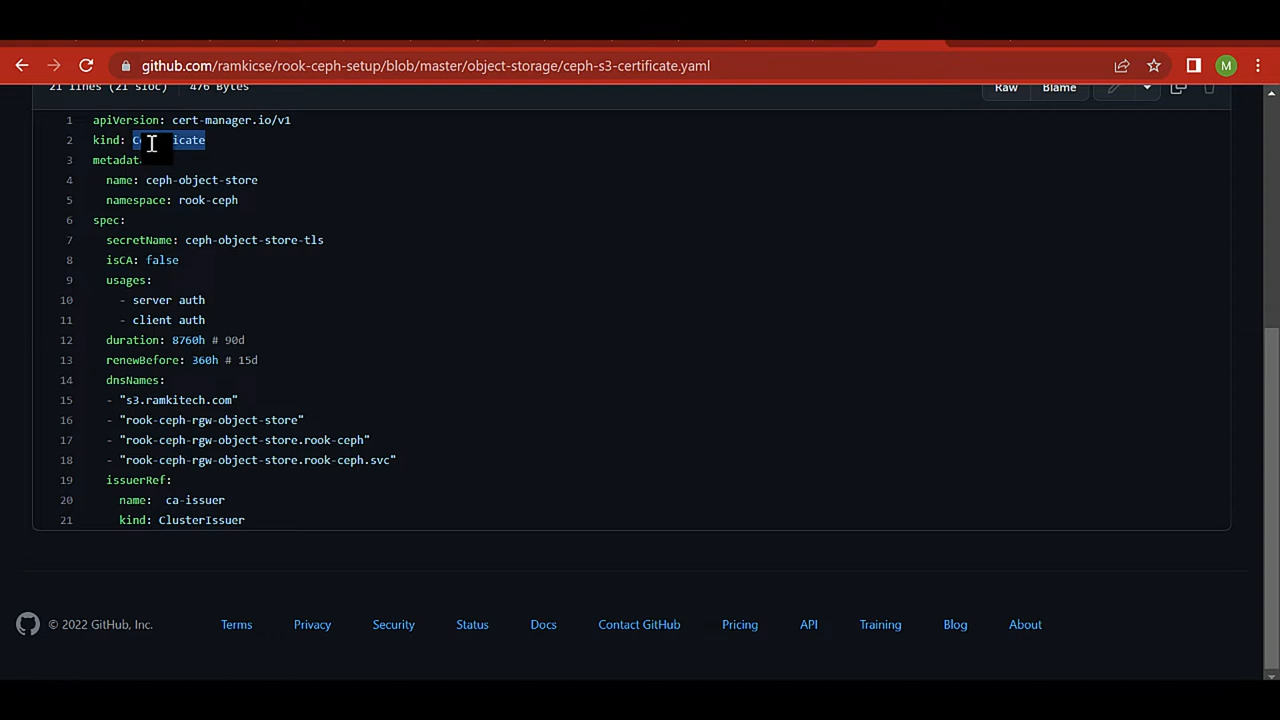 github.com/ramkicse/rook-ceph-setup/blob/master/object-storage/ceph-s3-certificate.yaml
M
21 lines (21 sloc) 476 Bytes
Raw Blame
1 apiVersion: cert-manager.io/v1
2 kind: Certificate
3 metadata
4 name: ceph-object-store
5 namespace: rook-ceph
6 spec:
7 secretName: ceph-object-store-tls
8 isCA: false
9 usages:
10 - server auth
11 - client auth
12 duration: 8760h # 90d
13 renewBefore: 360h # 15d
14 dnsNames:
15 - "s3.ramkitech.com"
16 - "rook-ceph-rgw-object-store"
17 - "rook-ceph-rgw-object-store.rook-ceph"
18 - "rook-ceph-rgw-object-store.rook-ceph.svc"
19 issuerRef:
20 name: ca-issuer
21 kind: ClusterIssuer
© 2022 GitHub, Inc. Terms Privacy Security Status Docs Contact GitHub Pricing API Training Blog About